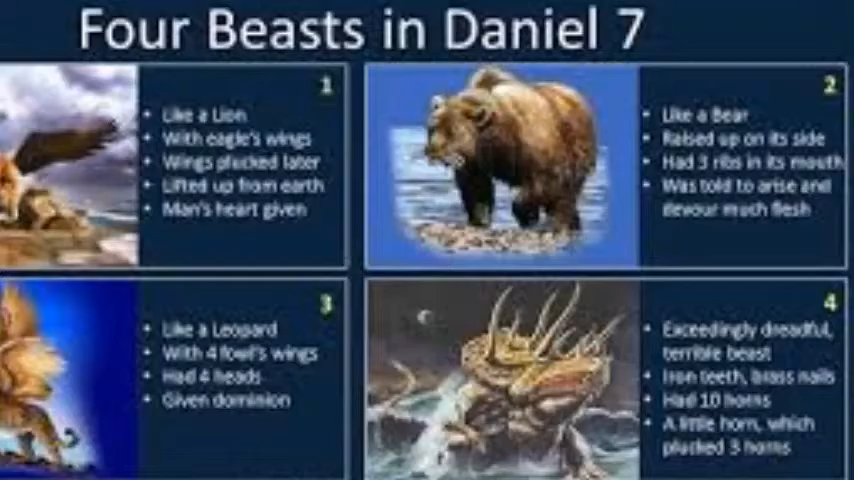 Four Beasts in Daniel 7
1
• Like a Lion
• With eagle's wings
• Wings plucked later
• Lifted up from earth
• Man's heart given
2
• Like a Bear
• Raised up on its side
• Had 3 ribs in its mouth
• Was told to arise and
devour much flesh
3
• Like a Leopard
• With 4 fowl's wings
• Had 4 heads
• Given dominion
4
• Exceedingly dreadful,
terrible beast
• Iron teeth, brass nails
• Had 10 horns
• A little horn, which
plucked 3 horns